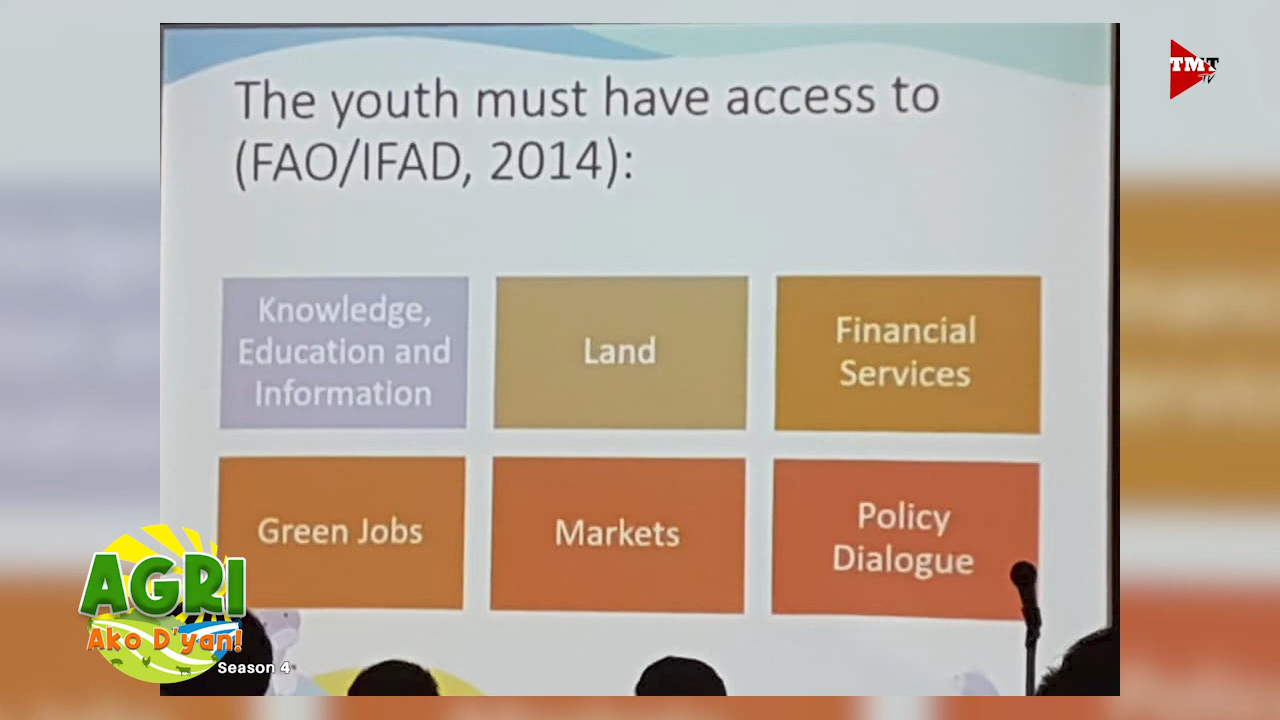 The youth must have access to
(FAO/IFAD, 2014):
Knowledge,
Education and
Information
Land
Financial
Services
Green Jobs
Markets
Policy
Dialogue
TMT
TV
AGRI
Ako D'yan!
Season 4